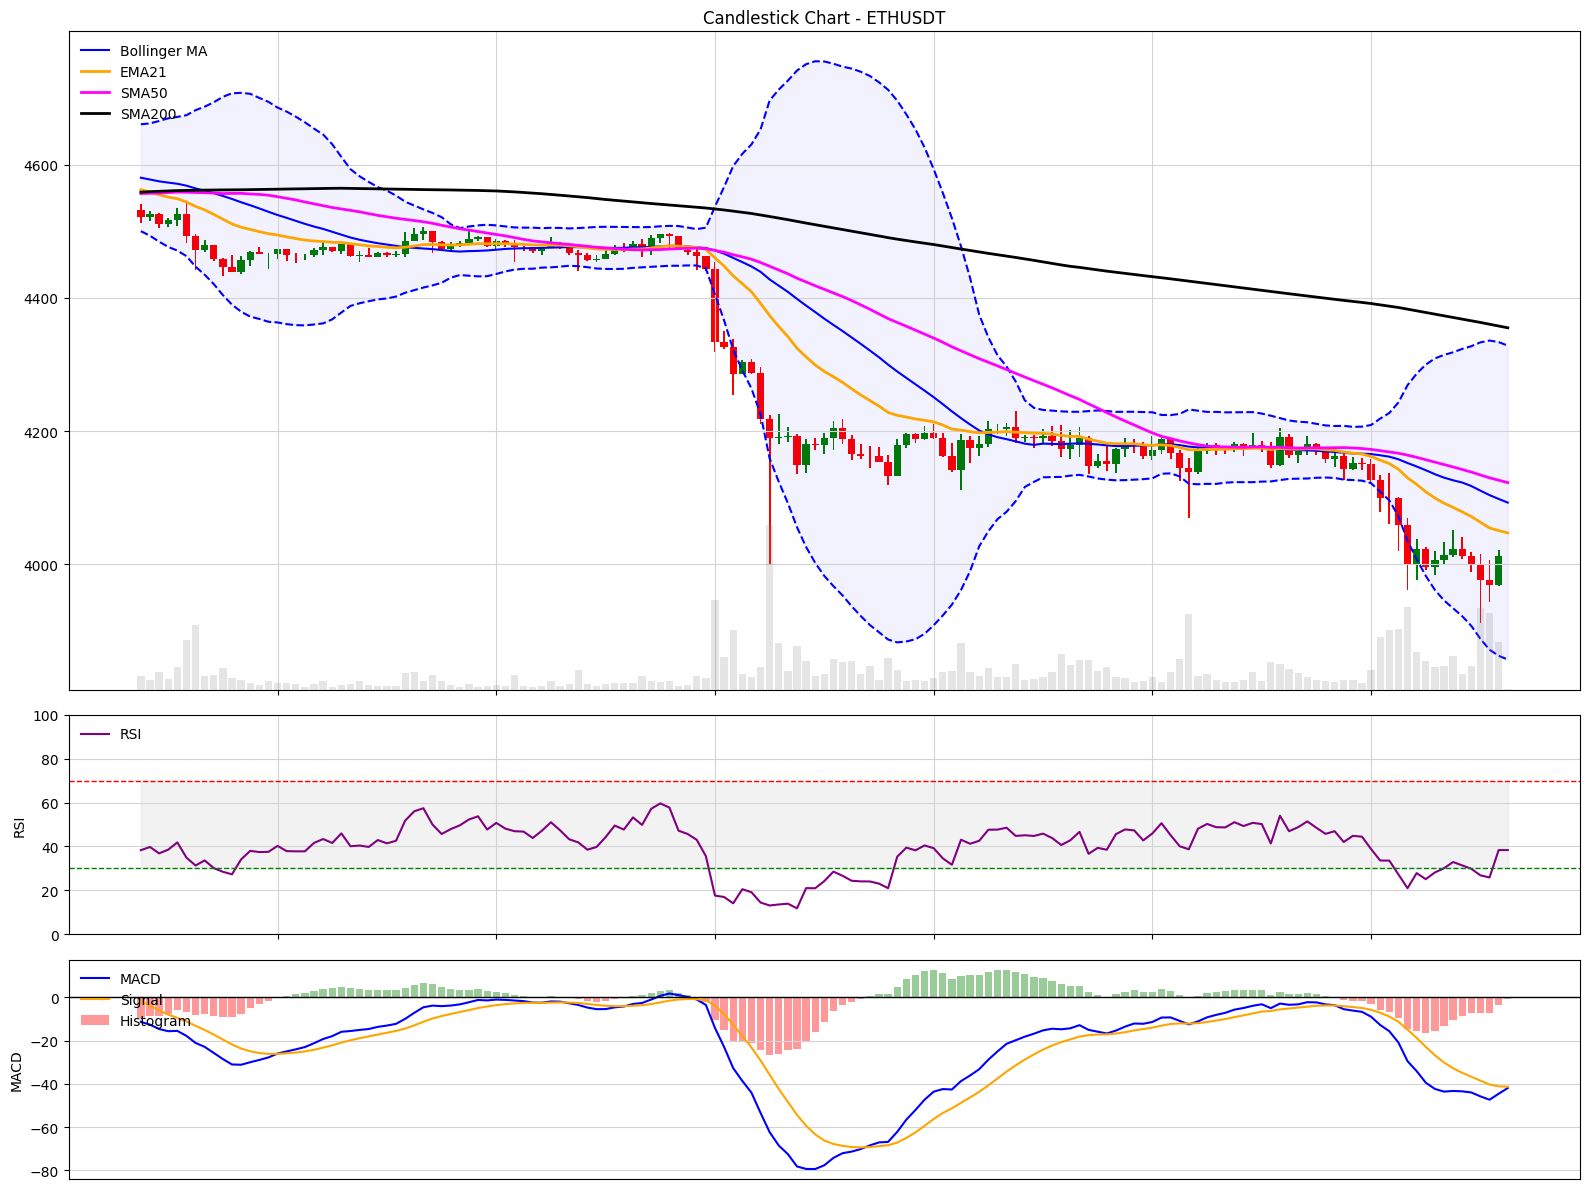 Candlestick Chart - ETHUSDT
Bollinger MA
EMA21
SMA50
SMA200
4600
4400
4200
4000
100
80
60
40
20
0
RSI
RSI
0
−20
−40
−60
−80
MACD
MACD
Signal
Histogram